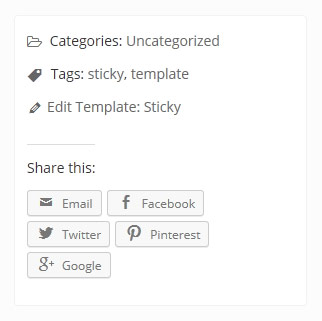 Categories: Uncategorized
Tags: sticky, template
Edit Template: Sticky
Share this:
Email Facebook
Twitter Pinterest
Google